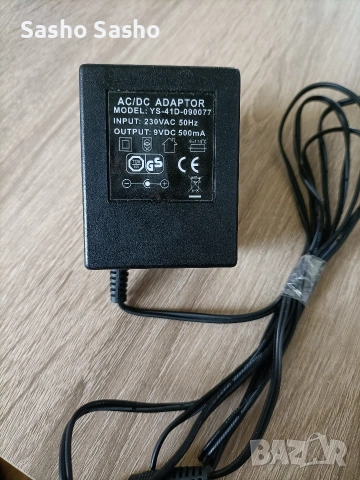 Sasho Sasho
AC/DC ADAPTOR
MODEL: YS-41D-090077
INPUT: 230VAC 50Hz
OUTPUT: 9VDC 500mA
GS CE
BAZAR